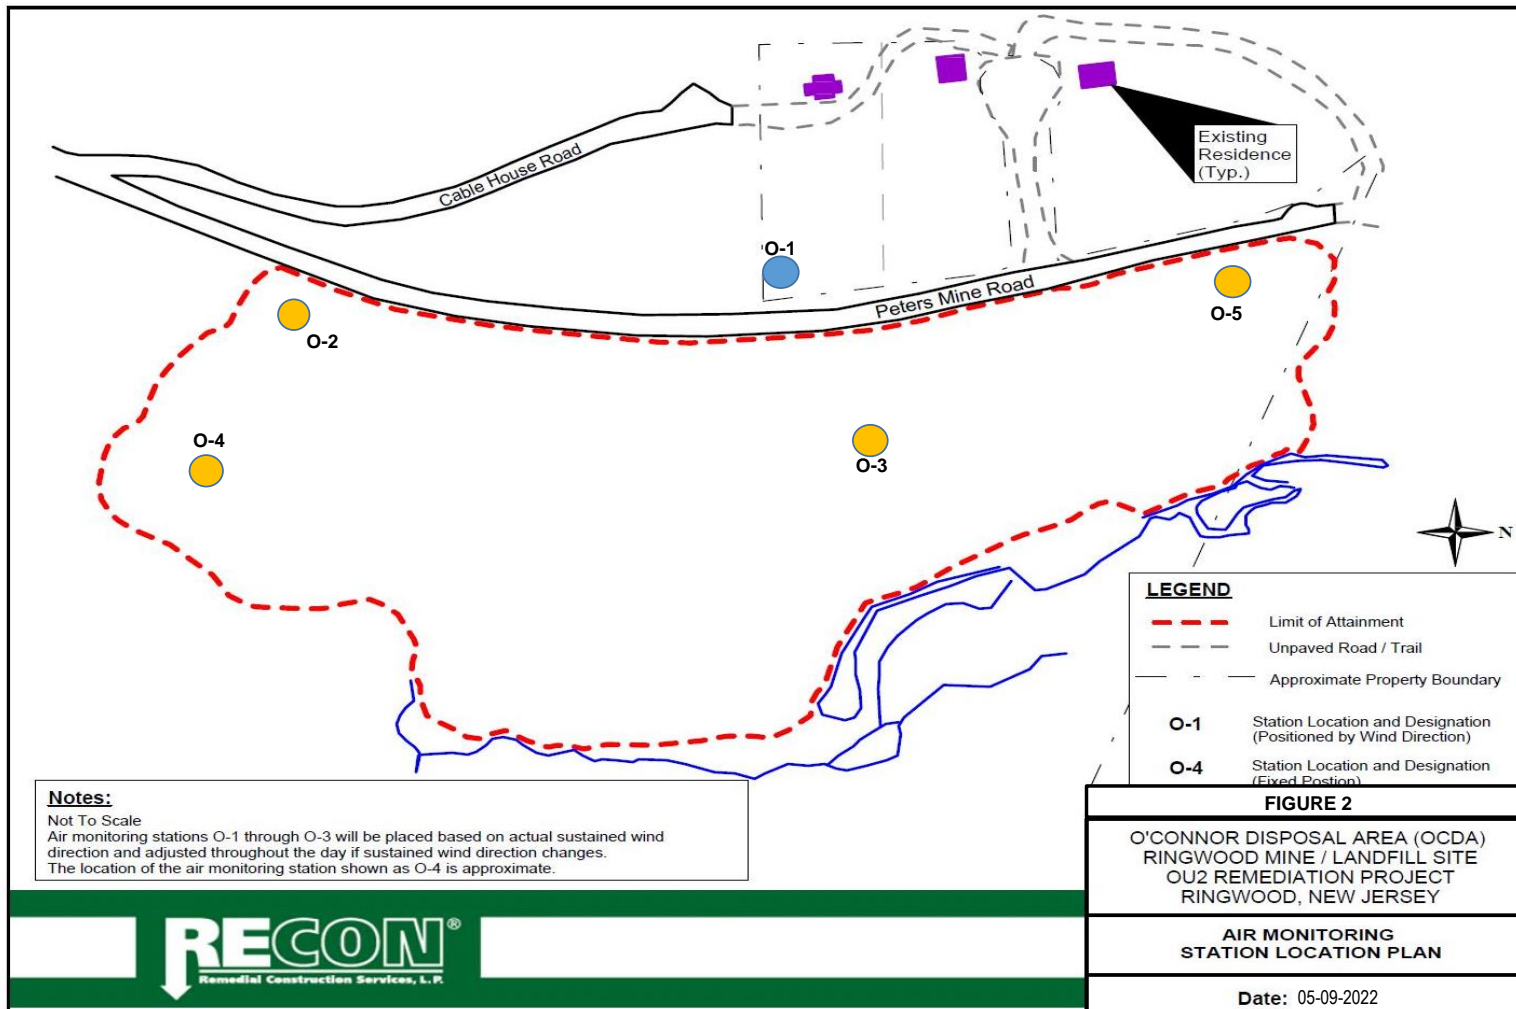 Cable House Road
Existing
Residence
(Typ.)
O-1
Peters Mine Road
O-2
O-5
O-4
O-3
N
LEGEND
Limit of Attainment
Unpaved Road / Trail
Approximate Property Boundary
O-1 Station Location and Designation
(Positioned by Wind Direction)
O-4 Station Location and Designation
(Fixed Postion)
Notes:
Not To Scale
Air monitoring stations O-1 through O-3 will be placed based on actual sustained wind
direction and adjusted throughout the day if sustained wind direction changes.
The location of the air monitoring station shown as O-4 is approximate.
FIGURE 2
O'CONNOR DISPOSAL AREA (OCDA)
RINGWOOD MINE / LANDFILL SITE
OU2 REMEDIATION PROJECT
RINGWOOD, NEW JERSEY
AIR MONITORING
STATION LOCATION PLAN
Date: 05-09-2022
RECON®
Remedial Construction Services, L.P.